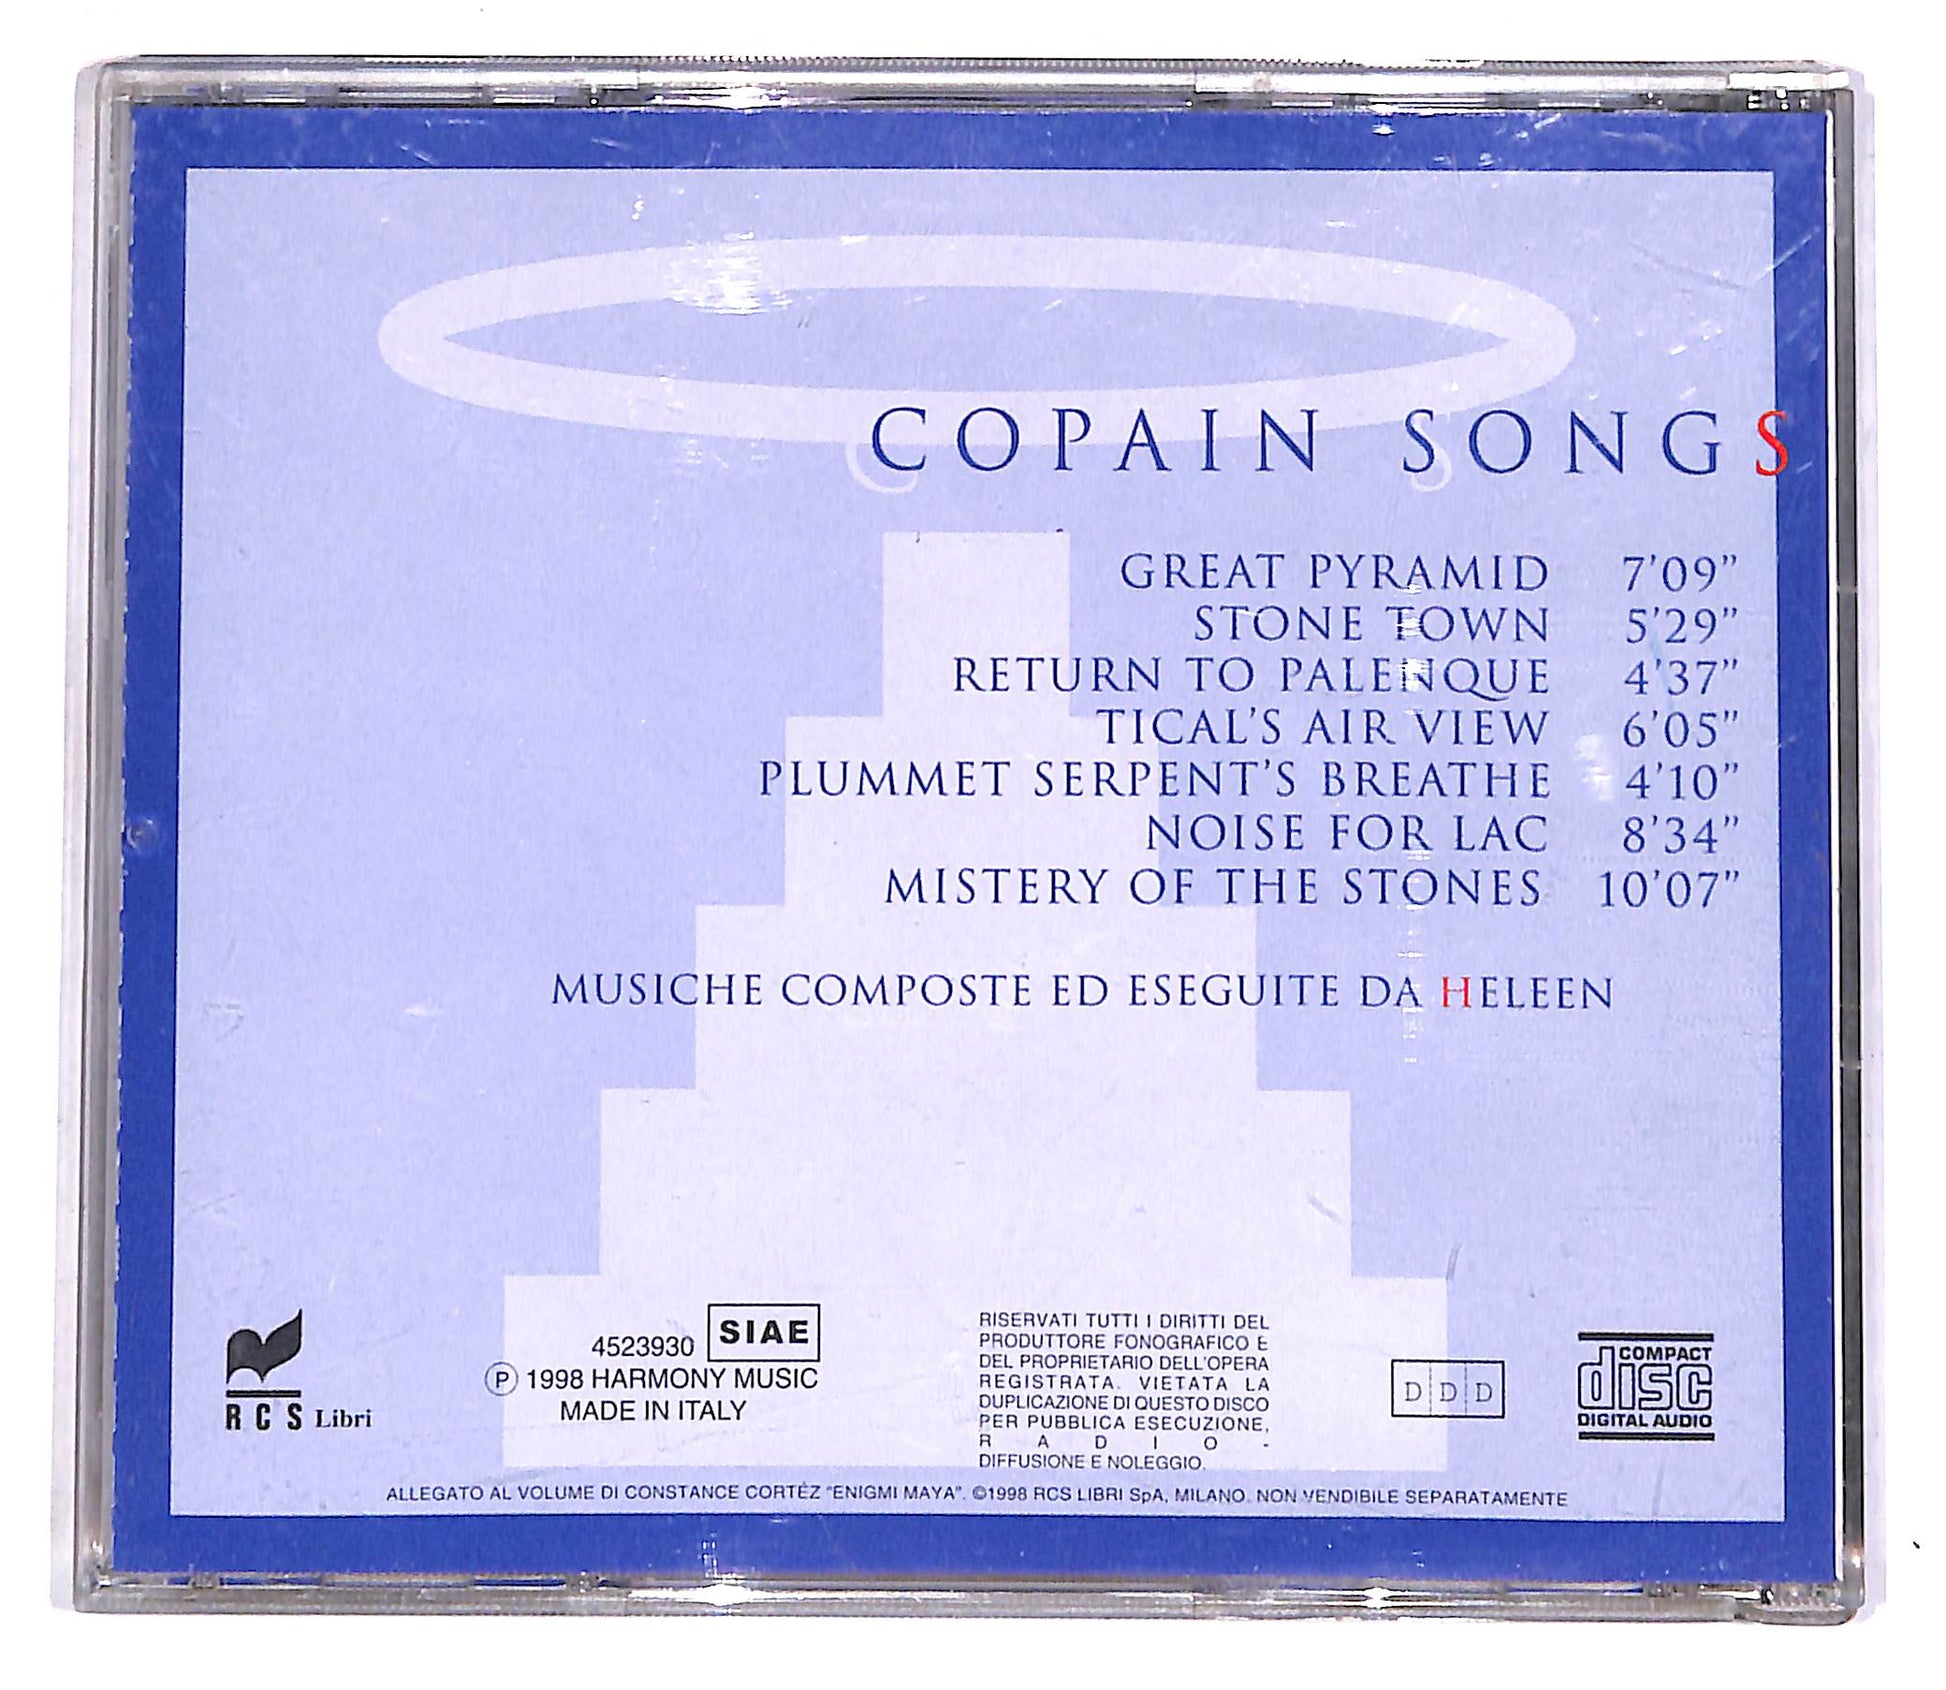 COPAIN SONGS
GREAT PYRAMID 7'09"
STONE TOWN 5'29"
RETURN TO PALENQUE 4'37"
TICAL'S AIR VIEW 6'05"
PLUMMET SERPENT'S BREATHE 4'10"
NOISE FOR LAC 8'34"
MISTERY OF THE STONES 10'07"
MUSICHE COMPOSTE ED ESEGUITE DA HELEEN
RCS Libri
4523930 SIAE
Ⓟ 1998 HARMONY MUSIC
MADE IN ITALY
RISERVATI TUTTI I DIRITTI DEL
PRODUTTORE FONOGRAFICO E
DEL PROPRIETARIO DELL'OPERA
REGISTRATA. VIETATA LA
DUPLICAZIONE DI QUESTO DISCO
PER PUBBLICA ESECUZIONE,
RADIO-
DIFFUSIONE E NOLEGGIO.
DDD
COMPACT
disc
DIGITAL AUDIO
ALLEGATO AL VOLUME DI CONSTANCE CORTÉZ "ENIGMI MAYA". ©1998 RCS LIBRI SpA, MILANO. NON VENDIBILE SEPARATAMENTE